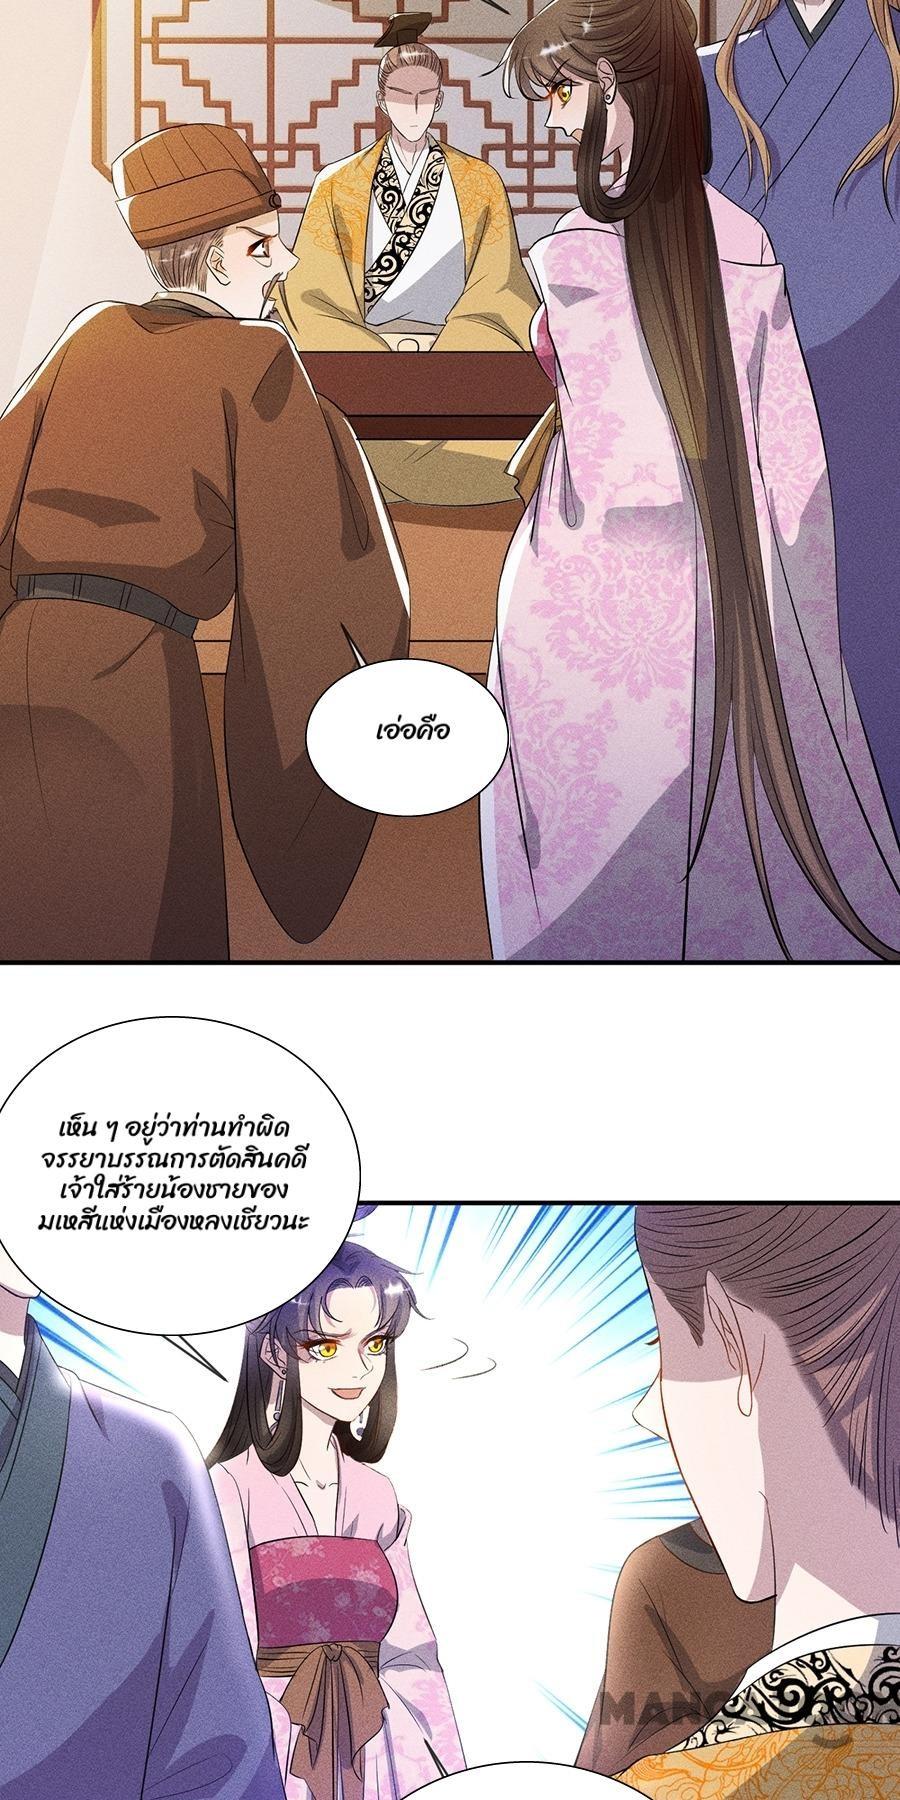 เอ่อคือ
เห็น ๆ อยู่ว่าท่านทำผิด
จรรยาบรรณการตัดสินคดี
เจ้าใส่ร้ายน้องชายของ
มเหสีแห่งเมืองหลงเชียวนะ
MANG